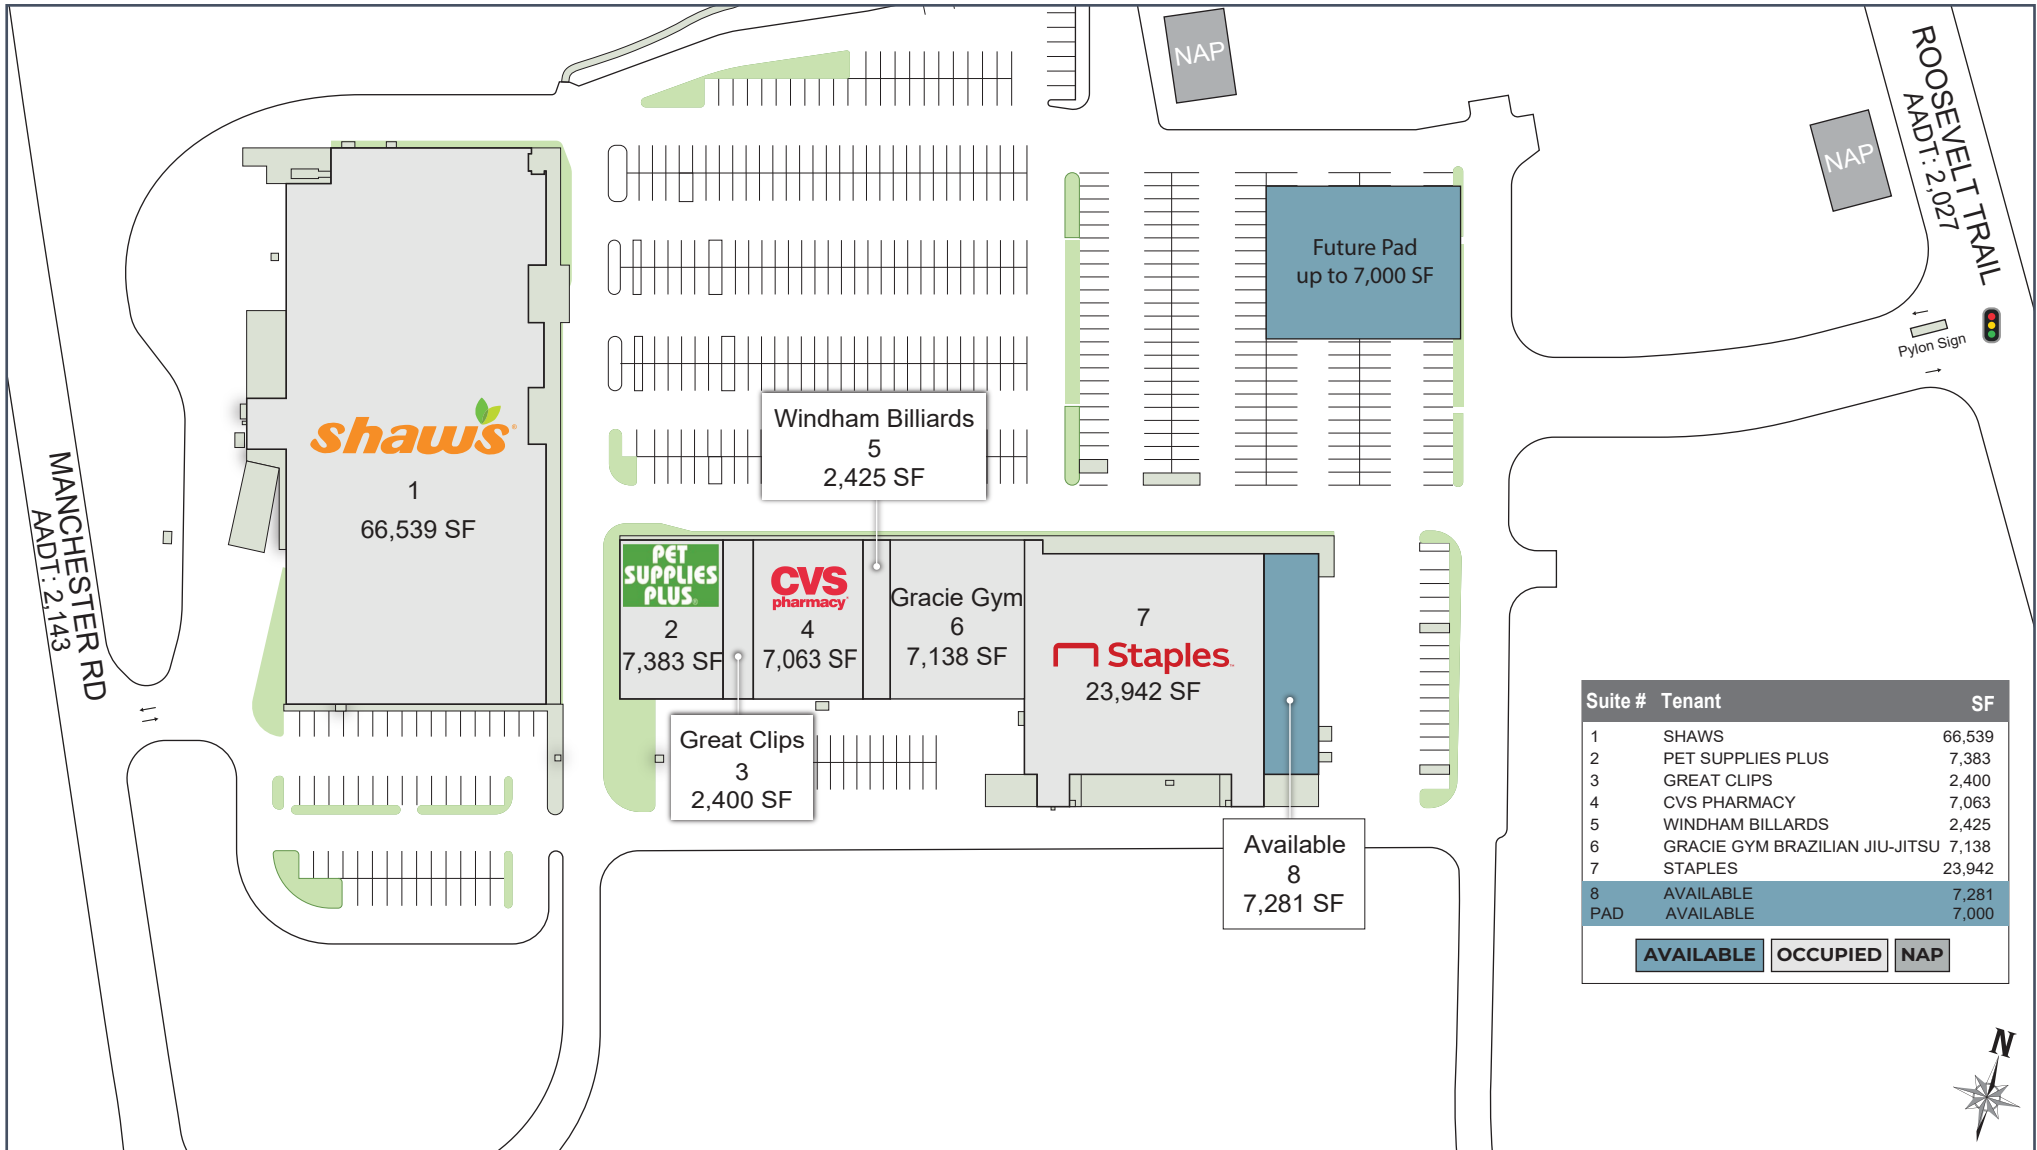 NAP
NAP
ROOSEVELT TRAIL
AADT: 2,027
Pylon Sign
Future Pad
up to 7,000 SF
shaw's
1
66,539 SF
MANCHESTER RD
AADT: 2,143
Windham Billiards
5
2,425 SF
PET
SUPPLIES
PLUS
2
7,383 SF
CVS
pharmacy
4
7,063 SF
Gracie Gym
6
7,138 SF
7
Staples
23,942 SF
Great Clips
3
2,400 SF
Available
8
7,281 SF
Suite # Tenant SF
1 SHAWS 66,539
2 PET SUPPLIES PLUS 7,383
3 GREAT CLIPS 2,400
4 CVS PHARMACY 7,063
5 WINDHAM BILLARDS 2,425
6 GRACIE GYM BRAZILIAN JIU-JITSU 7,138
7 STAPLES 23,942
8 AVAILABLE 7,281
PAD AVAILABLE 7,000
AVAILABLE OCCUPIED NAP
N